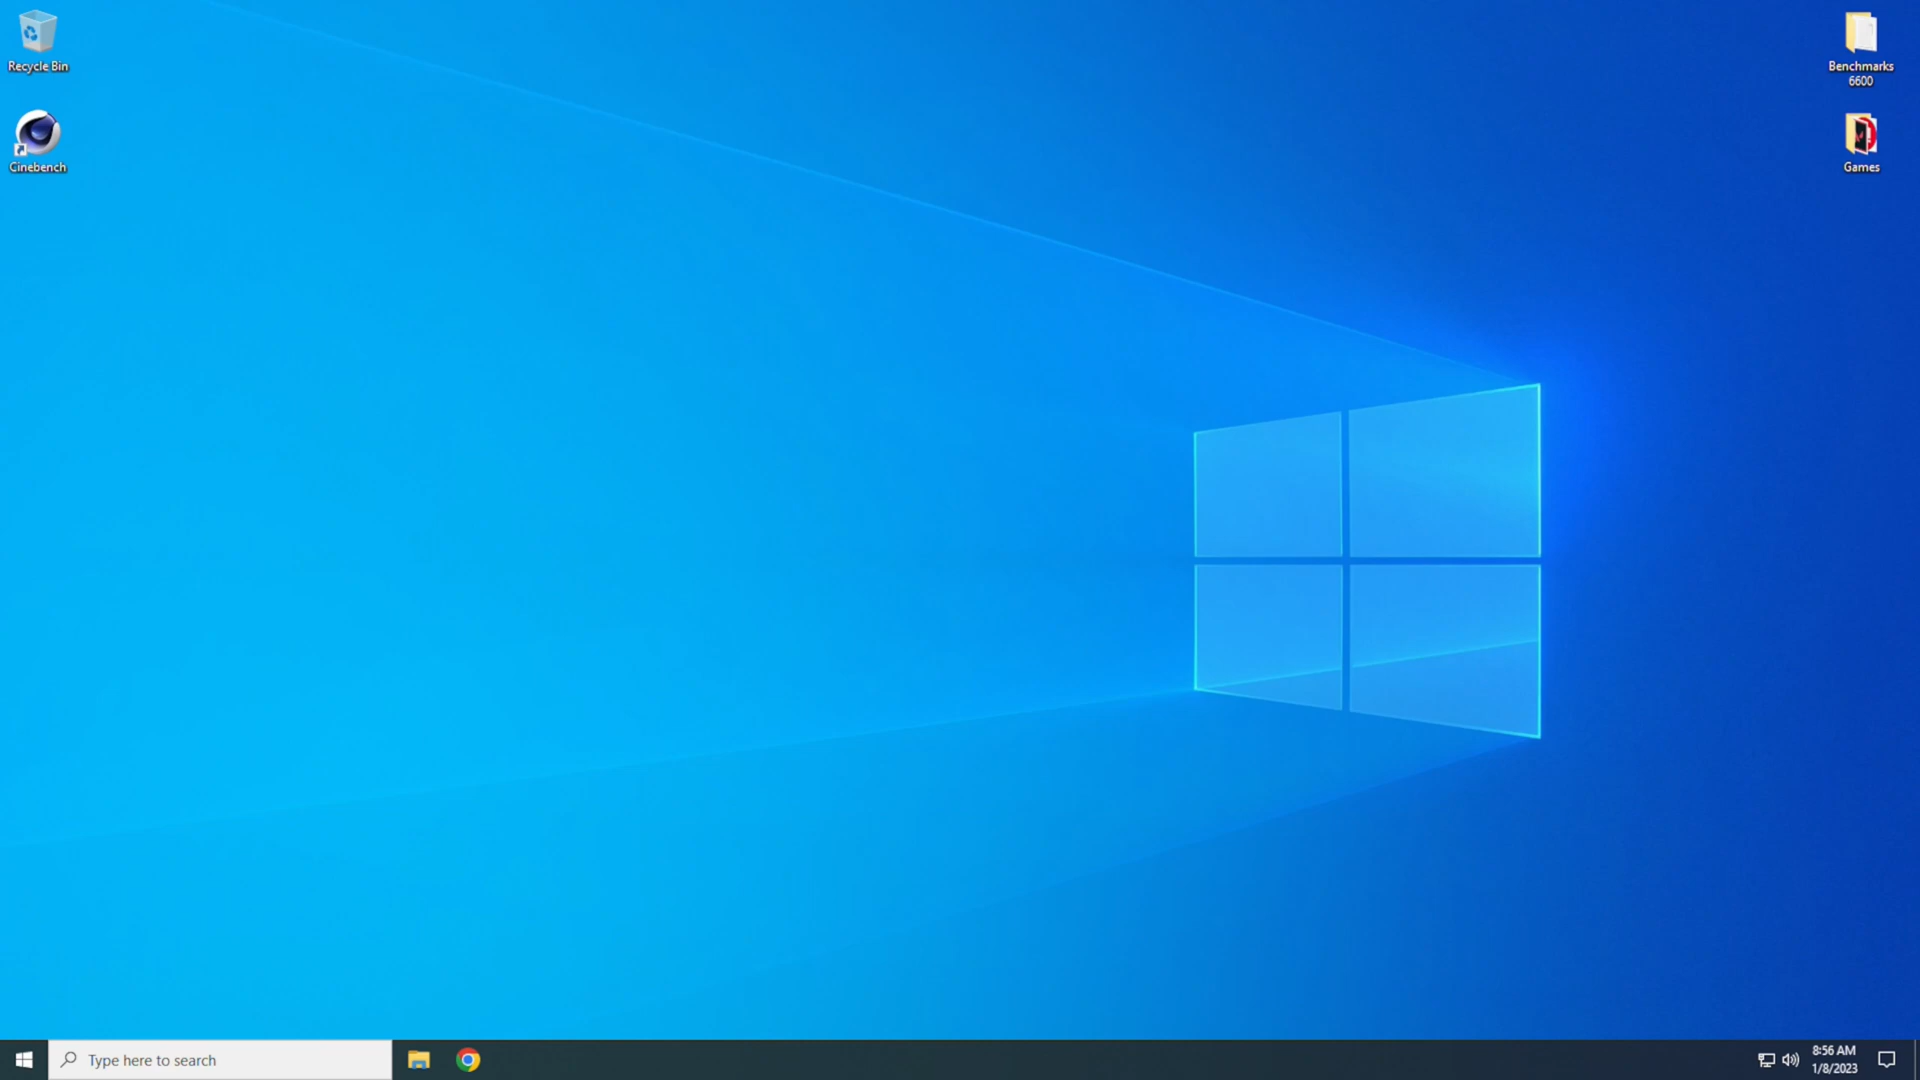 Recycle Bin
Cinebench
Benchmarks
6600
Games
Type here to search
8:56 AM
1/8/2023